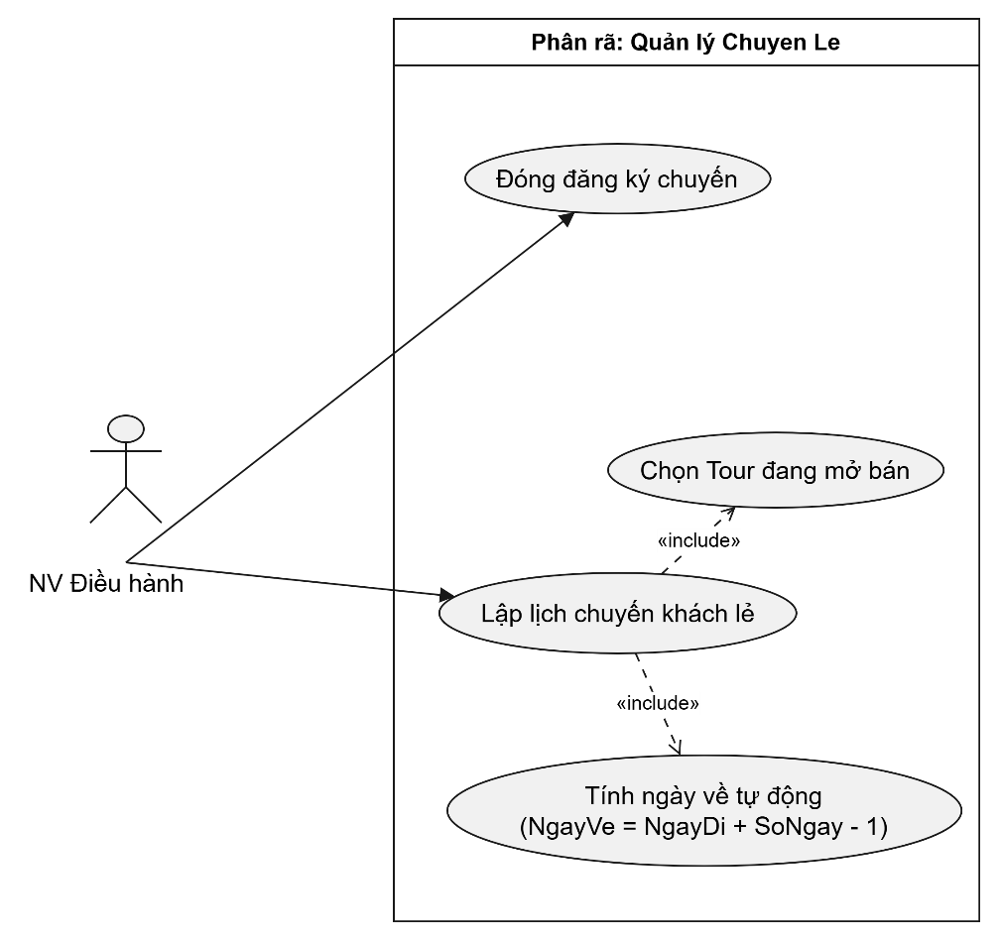 Phân rã: Quản lý Chuyen Le
Đóng đăng ký chuyến
Chọn Tour đang mở bán
«include»
NV Điều hành
Lập lịch chuyến khách lẻ
«include»
Tính ngày về tự động
(NgayVe = NgayDi + SoNgay - 1)